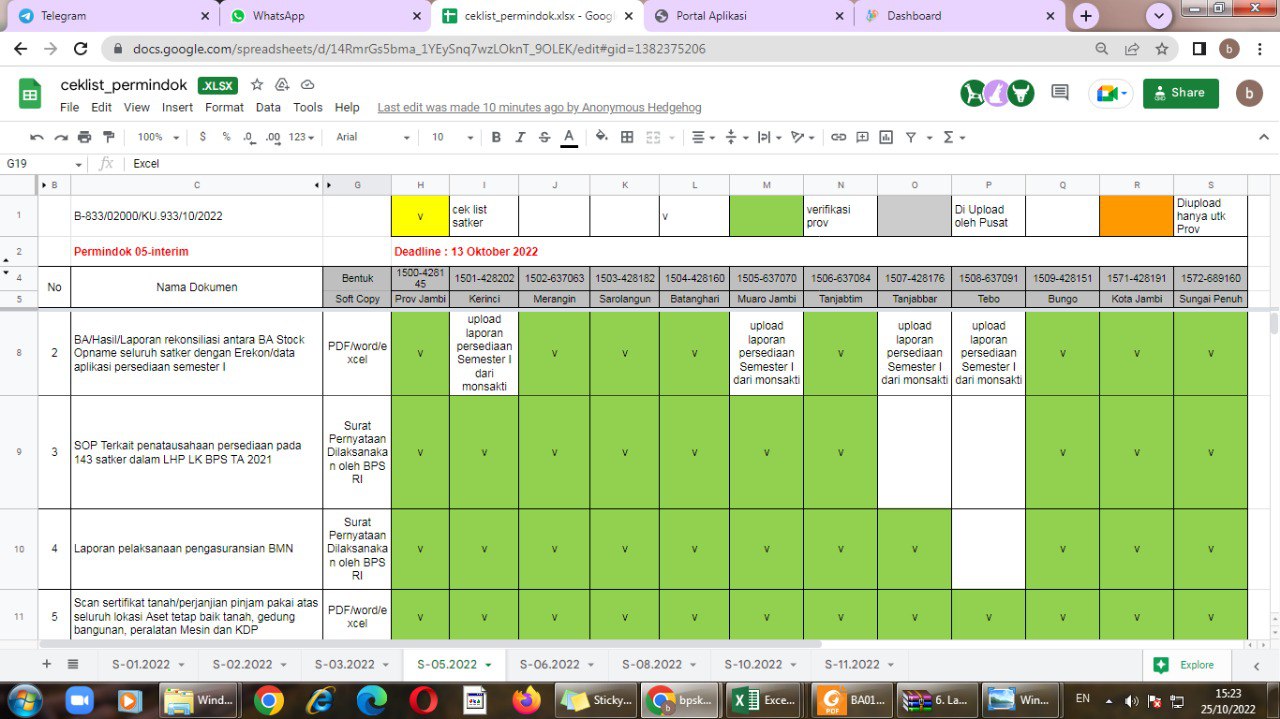 Telegram
WhatsApp
ceklist_permindok.xlsx - Goog
Portal Aplikasi
Dashboard
docs.google.com/spreadsheets/d/14RmrGs5bma_1YEySnq7wzLOknT_9OLEK/edit#gid=1382375206
b
ceklist_permindok
.XLSX
File Edit View Insert Format Data Tools Help Last edit was made 10 minutes ago by Anonymous Hedgehog
Share
b
100% $ % .0 .00 123 Arial 10 B I S A
G19 fx Excel
B C G H I J K L M N O P Q R S
1 B-833/02000/KU.933/10/2022 v cek list
satker v verifikasi
prov Di Upload
oleh Pusat Diupload
hanya utk
Prov
2 Permindok 05-interim Deadline : 13 Oktober 2022
4 No Nama Dokumen Bentuk 1500-4281
45 1501-428202 1502-637063 1503-428182 1504-428160 1505-637070 1506-637084 1507-428176 1508-637091 1509-428151 1571-428191 1572-689160
5 Soft Copy Prov Jambi Kerinci Merangin Sarolangun Batanghari Muaro Jambi Tanjabtim Tanjabbar Tebo Bungo Kota Jambi Sungai Penuh
8 2 BA/Hasil/Laporan rekonsiliasi antara BA Stock
Opname seluruh satker dengan Erekon/data
aplikasi persediaan semester I
PDF/word/e
xcel
v
upload
laporan
persediaan
Semester I
dari
monsakti
v v v
upload
laporan
persediaan
Semester I
dari monsakti
v
upload
laporan
persediaan
Semester I
dari monsakti
upload
laporan
persediaan
Semester I
dari monsakti
v v v
9 3 SOP Terkait penatausahaan persediaan pada
143 satker dalam LHP LK BPS TA 2021
Surat
Pernyataan
Dilaksanaka
n oleh BPS
RI
v v v v v v v v v v
10 4 Laporan pelaksanaan pengasuransian BMN
Surat
Pernyataan
Dilaksanaka
n oleh BPS
RI
v v v v v v v v v v v
11 5 Scan sertifikat tanah/perjanjian pinjam pakai atas
seluruh lokasi Aset tetap baik tanah, gedung
bangunan, peralatan Mesin dan KDP
PDF/word/e
xcel
v v v v v v v v v v v v
S-01.2022 S-02.2022 S-03.2022 S-05.2022 S-06.2022 S-08.2022 S-10.2022 S-11.2022 Explore
Wind... Sticky... bpsk... Exce... BA01... 6. La... Win... EN
15:23
25/10/2022